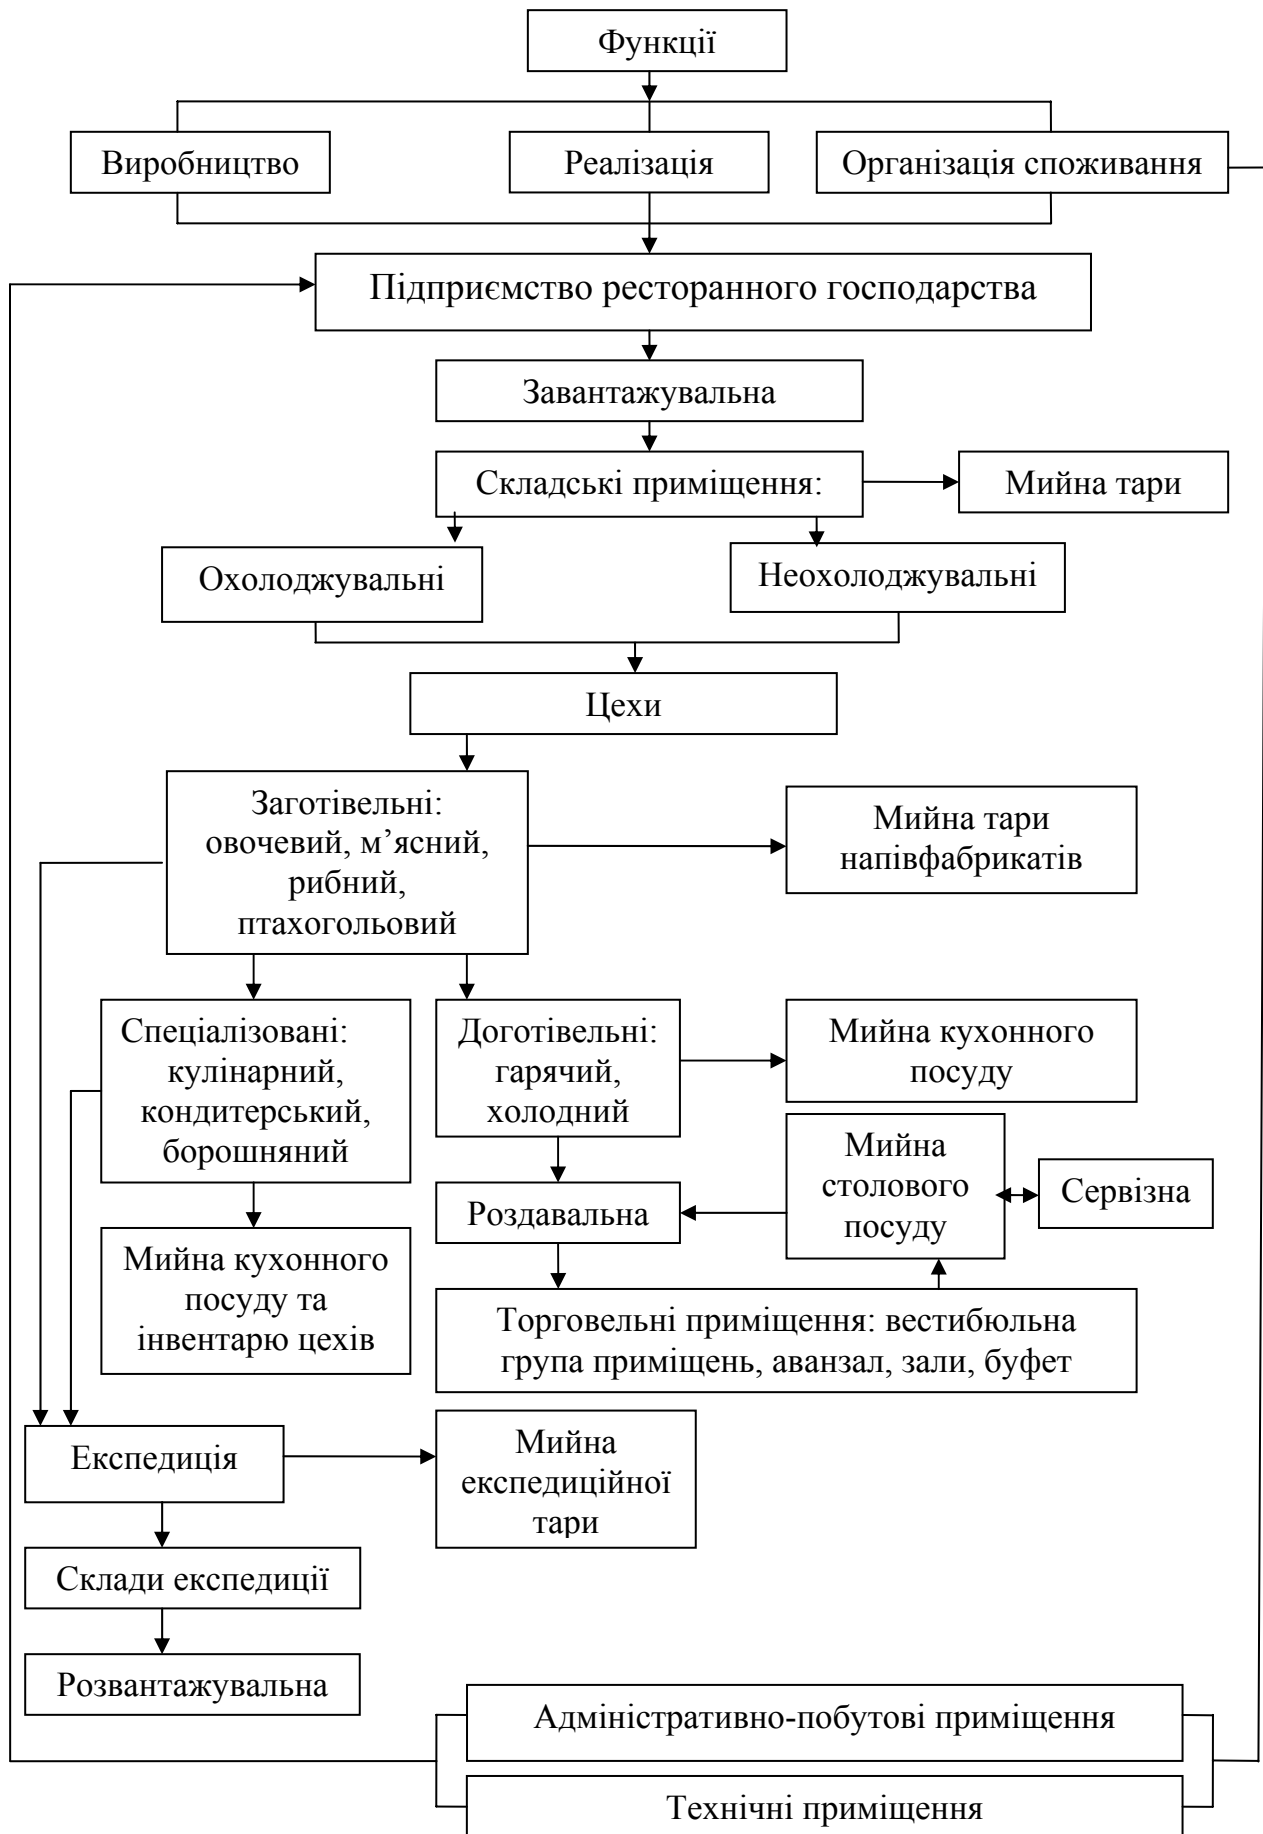 Функції
Виробництво
Реалізація
Організація споживання
Підприємство ресторанного господарства
Завантажувальна
Складські приміщення:
Мийна тари
Охолоджувальні
Неохолоджувальні
Цехи
Заготівельні:
овочевий, м’ясний,
рибний,
птахогольовий
Мийна тари
напівфабрикатів
Спеціалізовані:
кулінарний,
кондитерський,
борошняний
Доготівельні:
гарячий,
холодний
Мийна кухонного
посуду
Мийна
столового
посуду
Сервізна
Роздавальна
Мийна кухонного
посуду та
інвентарю цехів
Торговельні приміщення: вестибюльна
група приміщень, аванзал, зали, буфет
Експедиція
Мийна
експедиційної
тари
Склади експедиції
Розвантажувальна
Адміністративно-побутові приміщення
Технічні приміщення